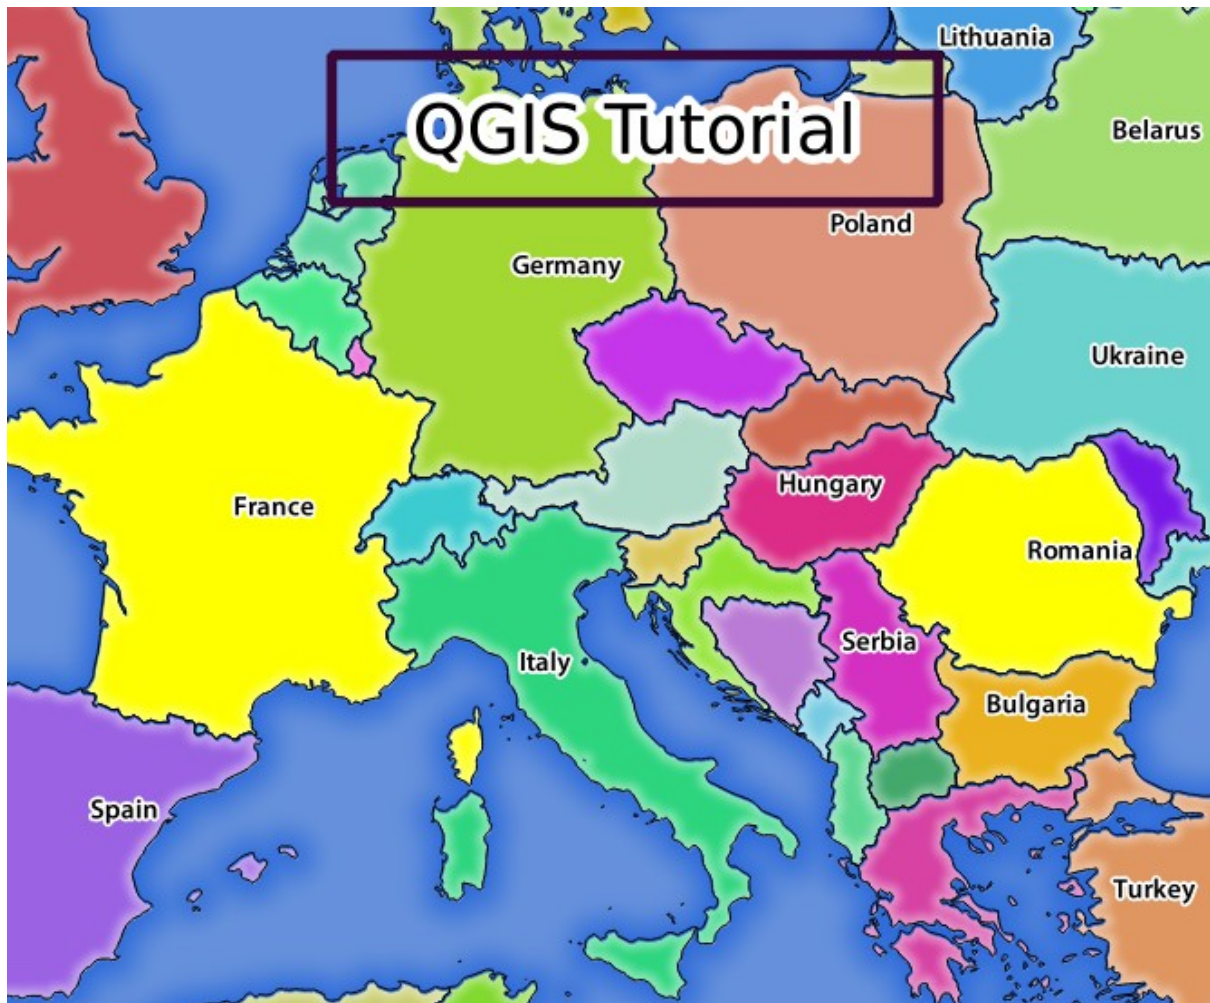 Lithuania
QGIS Tutorial
Belarus
Poland
Germany
Ukraine
Hungary
France
Romania
Serbia
Italy
Bulgaria
Spain
Turkey